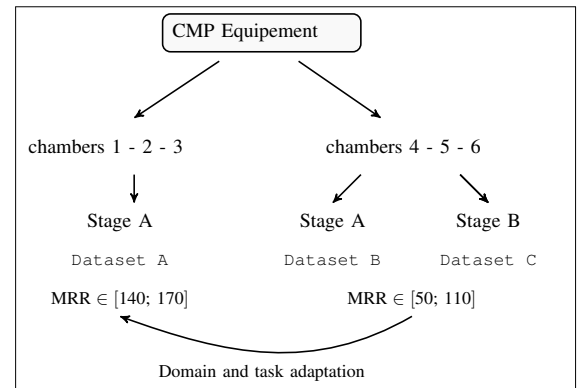 CMP Equipement
chambers 1 - 2 - 3 chambers 4 - 5 - 6
Stage A Stage A Stage B
Dataset A Dataset B Dataset C
MRR ∈ [140; 170] MRR ∈ [50; 110]
Domain and task adaptation